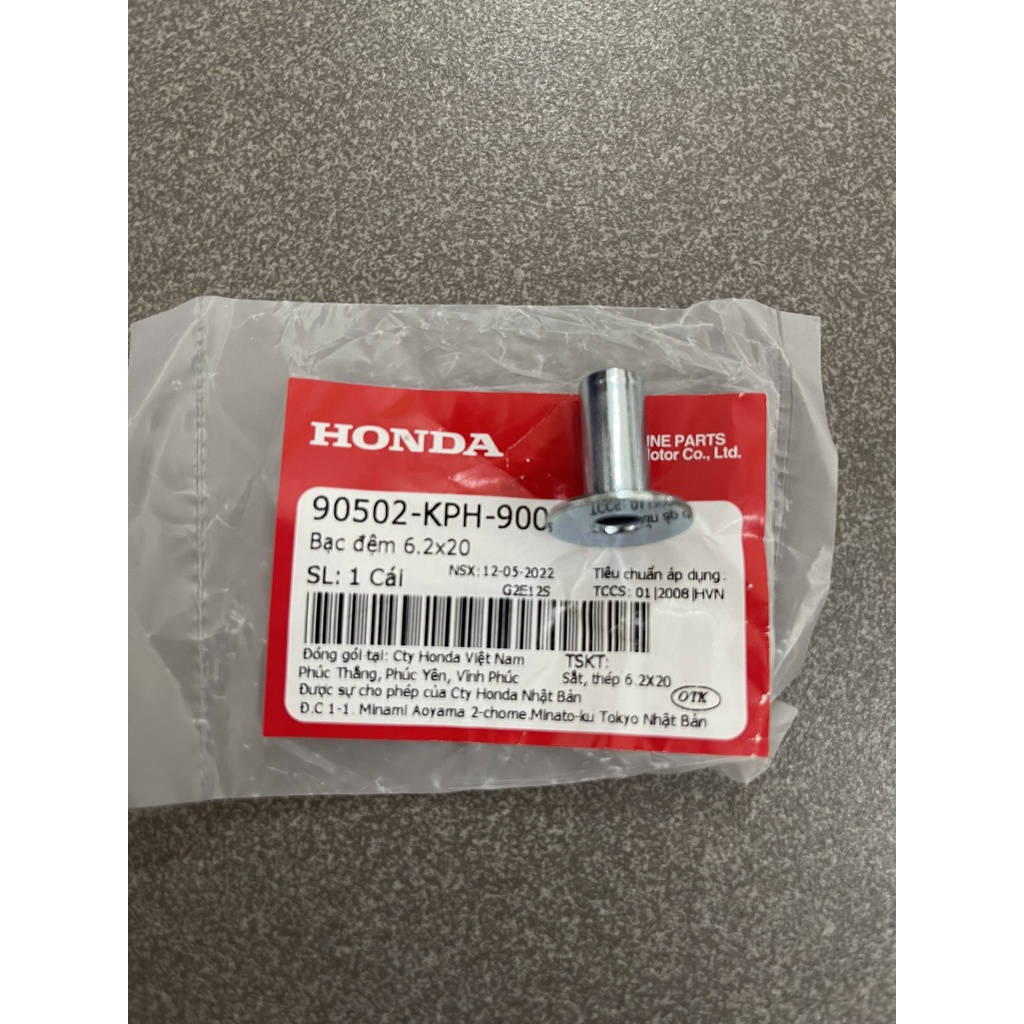 HONDA
INE PARTS
Motor Co., Ltd.
90502-KPH-900
Bạc đệm 6.2x20
SL: 1 Cái
NSX: 12-05-2022
G2E12S
Tiêu chuẩn áp dụng:
TCCS: 01|2008|HVN
Đóng gói tại: Cty Honda Việt Nam
Phúc Thắng, Phúc Yên, Vĩnh Phúc
TSKT:
Sắt, thép 6.2X20
Được sự cho phép của Cty Honda Nhật Bản
OTK
Đ.C 1-1. Minami Aoyama 2-chome.Minato-ku Tokyo Nhật Bản